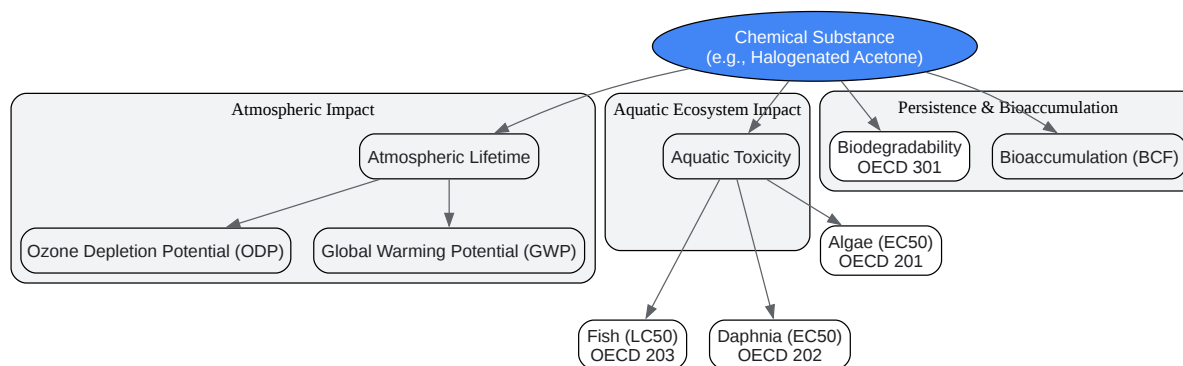 Chemical Substance
(e.g., Halogenated Acetone)
Atmospheric Impact
Aquatic Ecosystem Impact
Persistence & Bioaccumulation
Atmospheric Lifetime
Aquatic Toxicity
Biodegradability
OECD 301
Bioaccumulation (BCF)
Ozone Depletion Potential (ODP)
Global Warming Potential (GWP)
Algae (EC50)
OECD 201
Fish (LC50)
OECD 203
Daphnia (EC50)
OECD 202